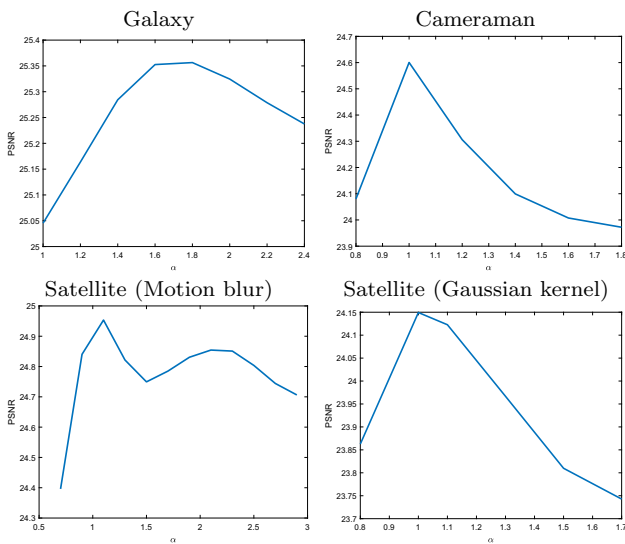 Galaxy
25.4
25.35
25.3
25.25
25.2
25.15
25.1
25.05
25
PSNR
1 1.2 1.4 1.6 1.8 2 2.2 2.4
α
Cameraman
24.7
24.6
24.5
24.4
24.3
24.2
24.1
24
23.9
PSNR
0.8 0.9 1 1.1 1.2 1.3 1.4 1.5 1.6 1.7 1.8
α
Satellite (Motion blur)
25
24.9
24.8
24.7
24.6
24.5
24.4
24.3
PSNR
0.5 1 1.5 2 2.5 3
α
Satellite (Gaussian kernel)
24.15
24.1
24.05
24
23.95
23.9
23.85
23.8
23.75
23.7
PSNR
0.8 0.9 1 1.1 1.2 1.3 1.4 1.5 1.6 1.7
α